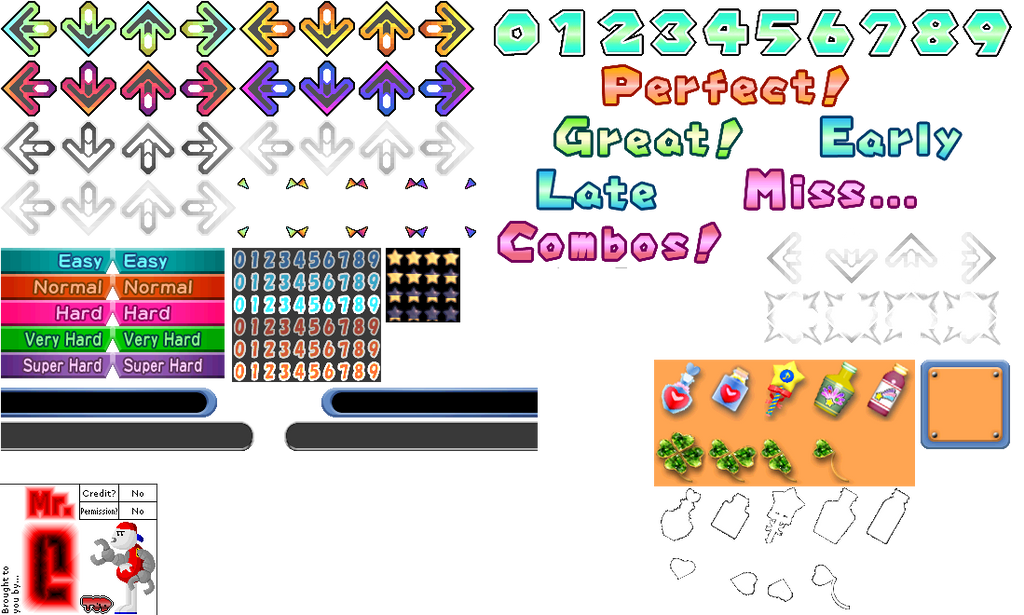 0123456789
Perfect!
Great! Early
Late Miss...
Combos!
Easy Easy
Normal Normal
Hard Hard
Very Hard Very Hard
Super Hard Super Hard
0123456789
0123456789
0123456789
0123456789
0123456789
0123456789
Mr.
C
Credit? No
Permission? No
Brought to
you by...